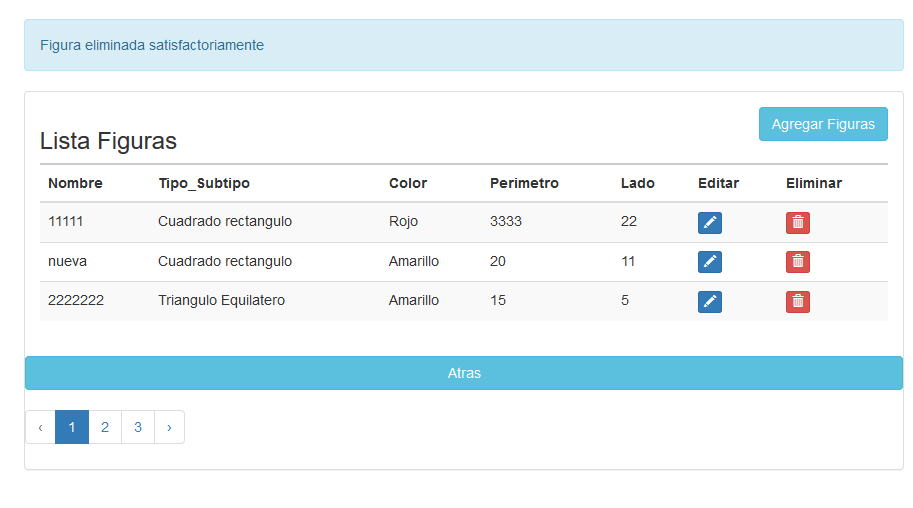 Figura eliminada satisfactoriamente
Agregar Figuras
Lista Figuras
Nombre Tipo_Subtipo Color Perimetro Lado Editar Eliminar
11111 Cuadrado rectangulo Rojo 3333 22
nueva Cuadrado rectangulo Amarillo 20 11
2222222 Triangulo Equilatero Amarillo 15 5
Atras
‹ 1 2 3 ›